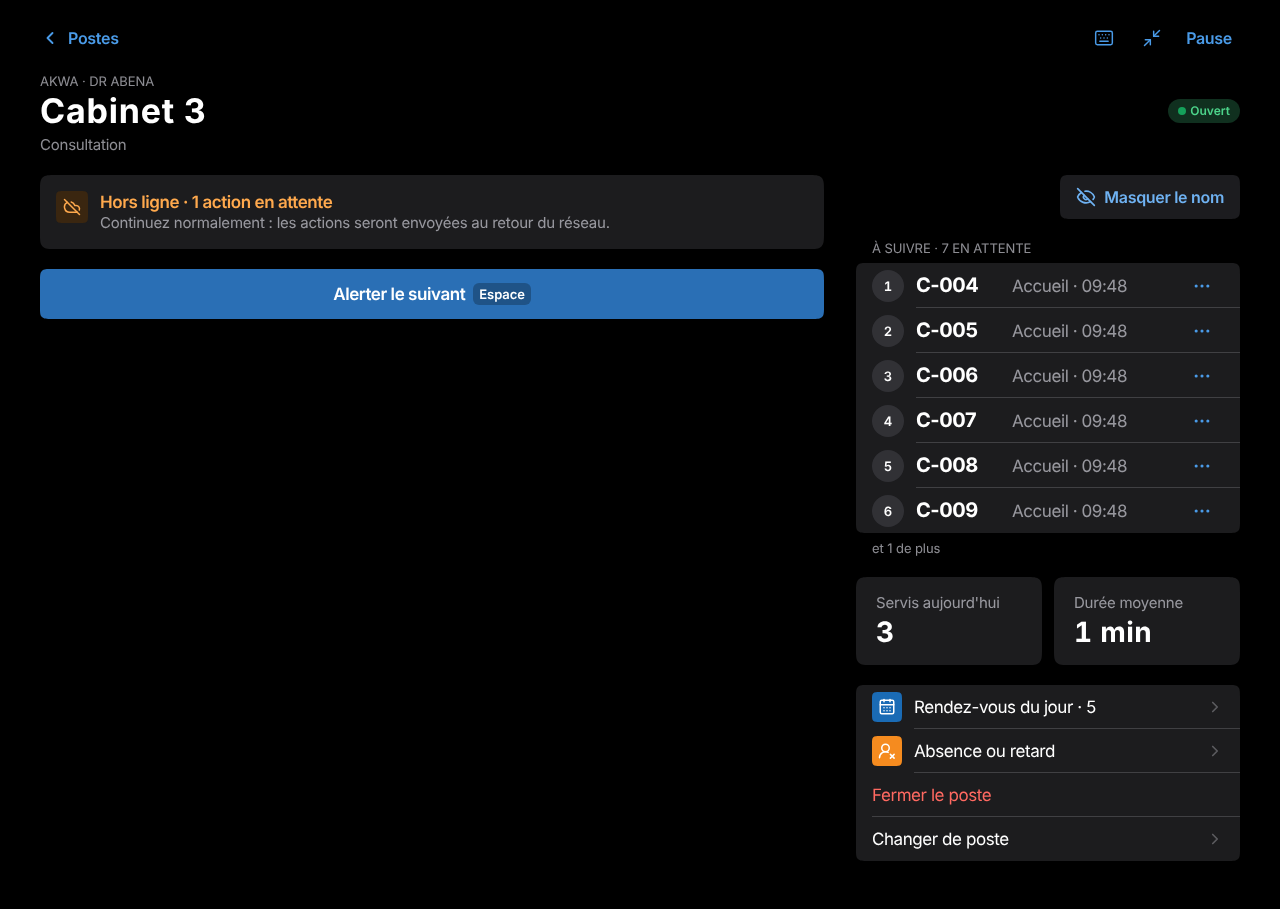 Postes
Pause
AKWA · DR ABENA
Cabinet 3
Ouvert
Consultation
Hors ligne · 1 action en attente
Continuez normalement : les actions seront envoyées au retour du réseau.
Alerter le suivant Espace
Masquer le nom
À SUIVRE · 7 EN ATTENTE
1 C-004 Accueil · 09:48
2 C-005 Accueil · 09:48
3 C-006 Accueil · 09:48
4 C-007 Accueil · 09:48
5 C-008 Accueil · 09:48
6 C-009 Accueil · 09:48
et 1 de plus
Servis aujourd'hui
3
Durée moyenne
1 min
Rendez-vous du jour · 5
Absence ou retard
Fermer le poste
Changer de poste